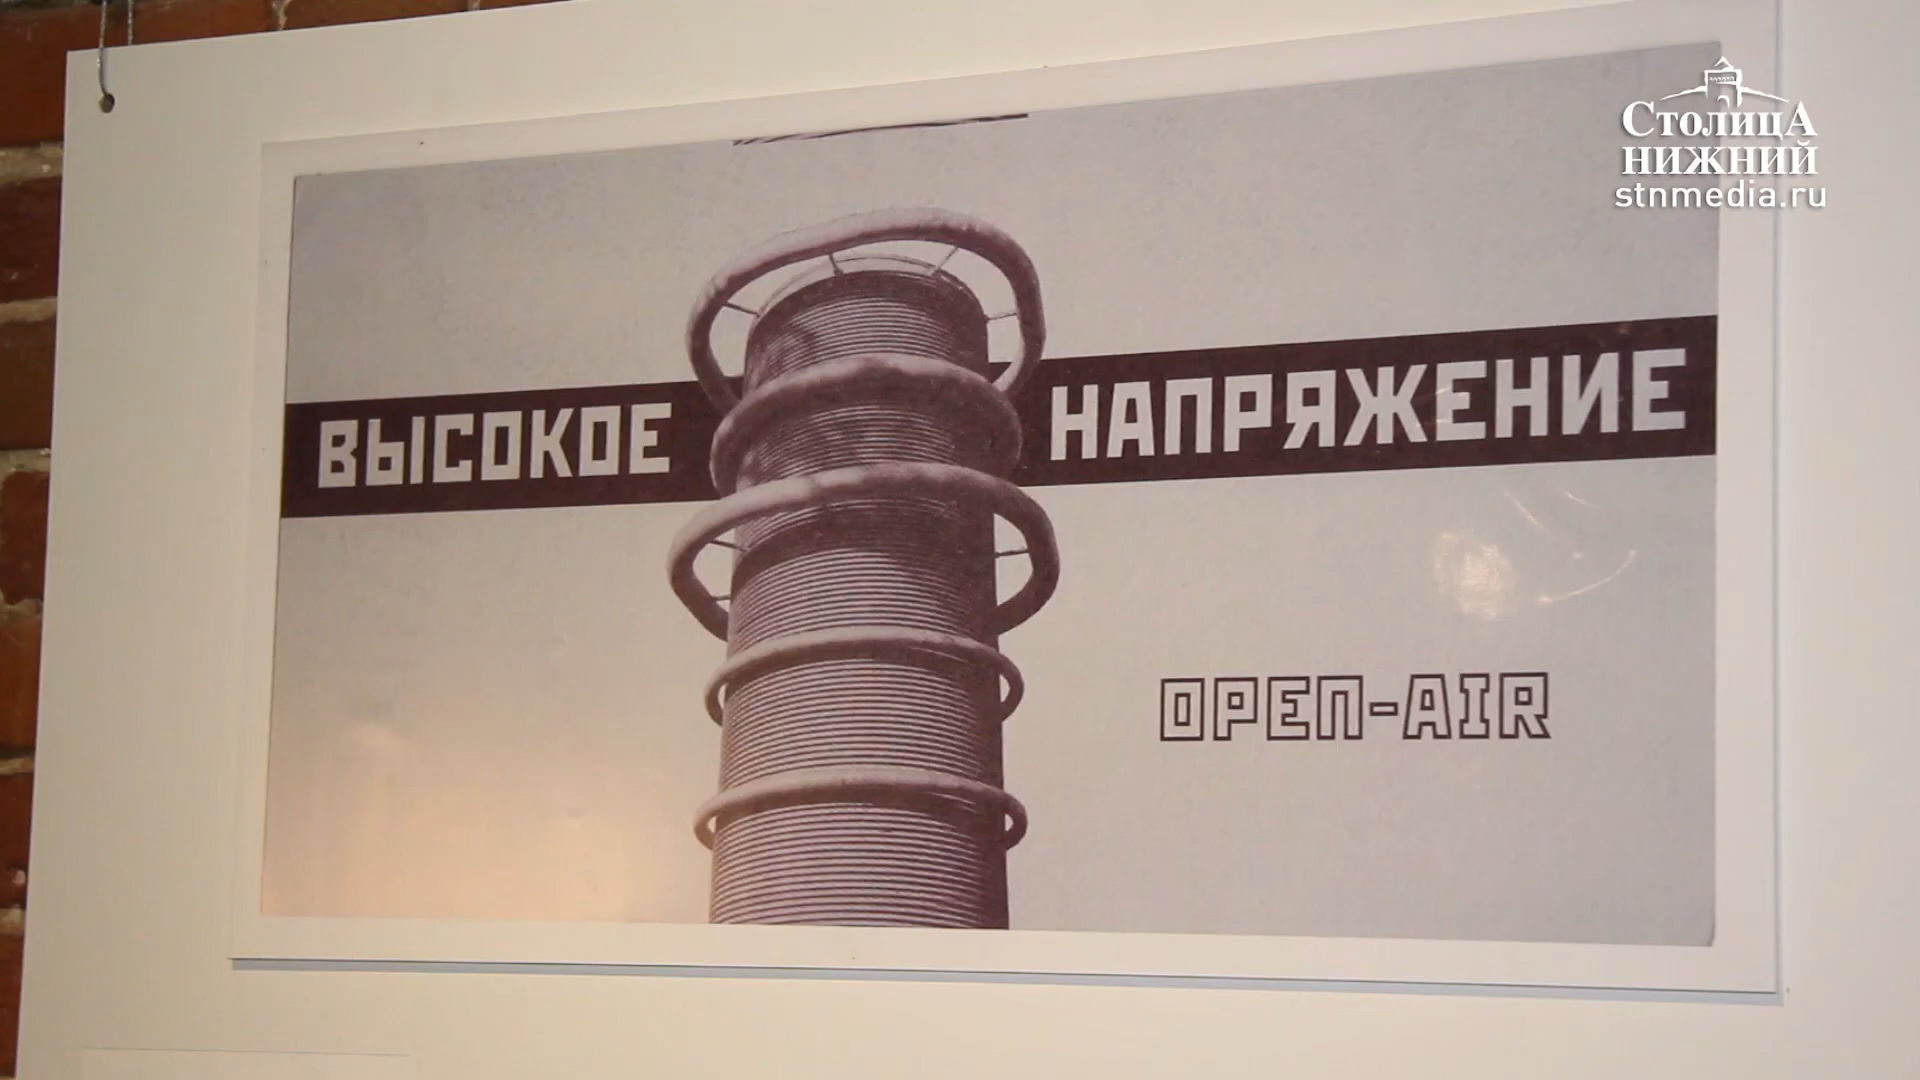 СтолицА
нижний
stnmedia.ru
ВЫСОКОЕ НАПРЯЖЕНИЕ
OPEN-AIR